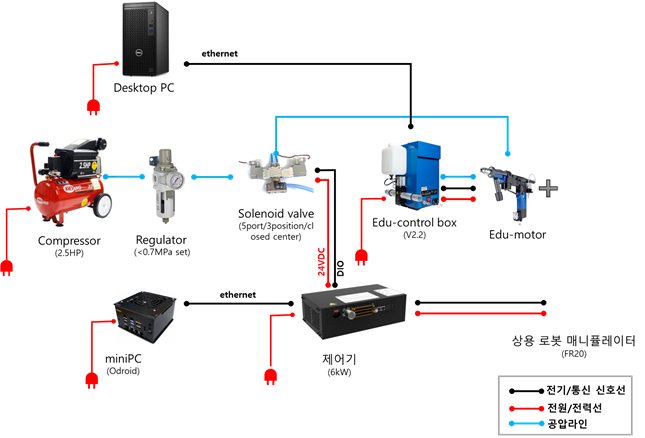 ethernet
Desktop PC
Compressor
(2.5HP)
Regulator
(<0.7MPa set)
Solenoid valve
(5port/3position/cl
osed center)
Edu-control box
(V2.2)
Edu-motor
24VDC
DIO
ethernet
miniPC
(Odroid)
제어기
(6kW)
상용 로봇 매니퓰레이터
(FR20)
전기/통신 신호선
전원/전력선
공압라인
2.5HP
DELL